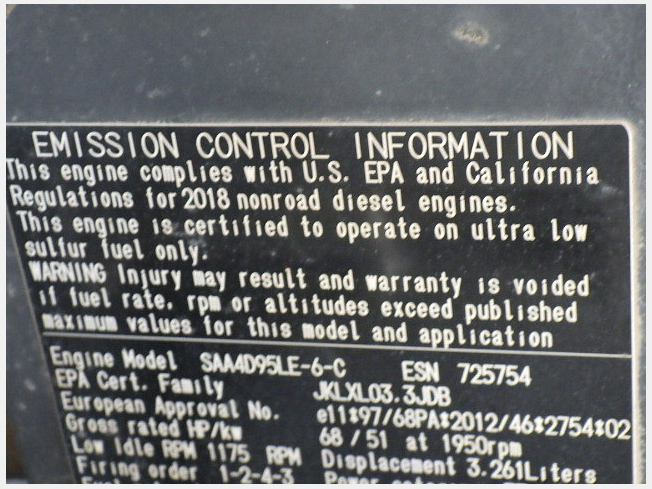 EMISSION CONTROL INFORMATION
This engine complies with U.S. EPA and California
Regulations for 2018 nonroad diesel engines.
This engine is certified to operate on ultra low
sulfur fuel only.
WARNING Injury may result and warranty is voided
if fuel rate, rpm or altitudes exceed published
maximum values for this model and application
Engine Model SAA4D95LE-6-C ESN 725754
EPA Cert. Family JKLXL03.3JDB
European Approval No. e11*97/68PA*2012/46*2754*02
Gross rated HP/kw 68/51 at 1950rpm
Low Idle RPM 1175 RPM Displacement 3.261Liters
Firing order 1-2-4-3